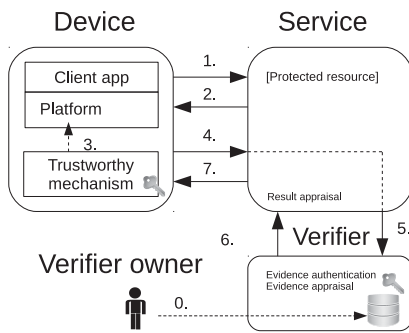 Device
Service
Client app
Platform
3.
Trustworthy
mechanism
1.
2.
4.
7.
[Protected resource]
Result appraisal
6.
5.
Verifier
Verifier owner
0.
Evidence authentication
Evidence appraisal